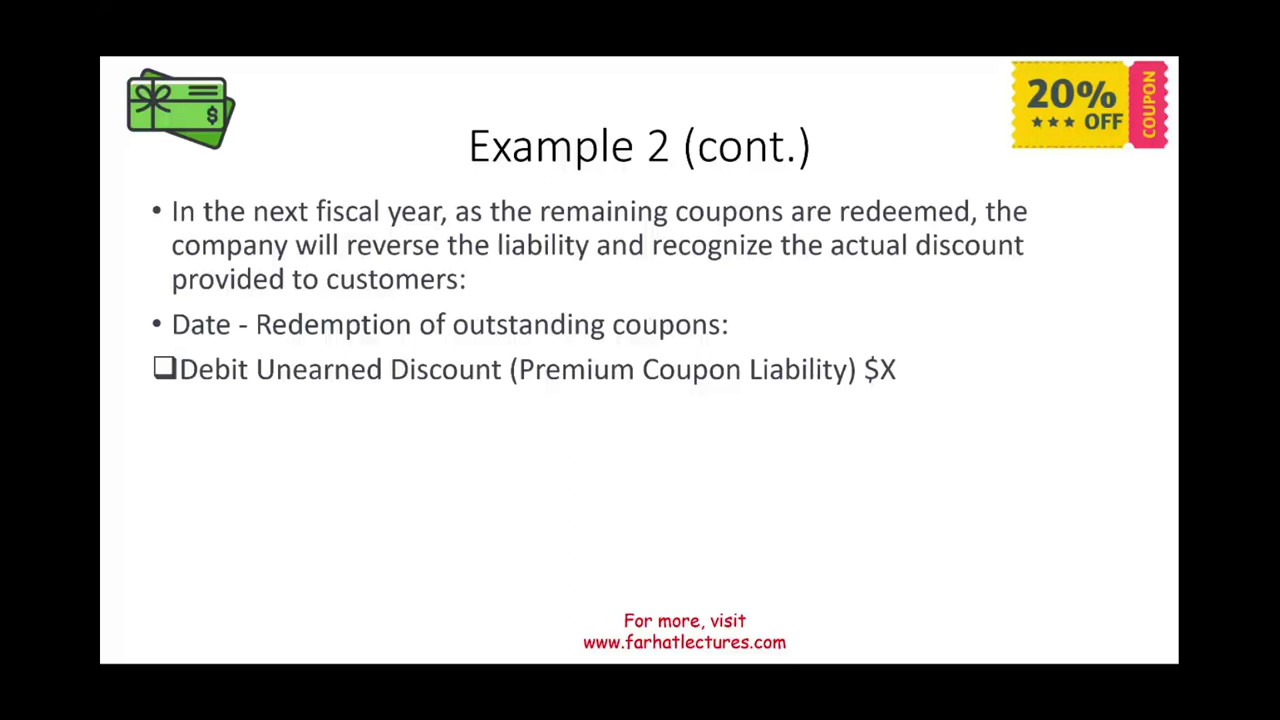 $
20%
★★★ OFF
COUPON
Example 2 (cont.)
• In the next fiscal year, as the remaining coupons are redeemed, the
company will reverse the liability and recognize the actual discount
provided to customers:
• Date - Redemption of outstanding coupons:
❑Debit Unearned Discount (Premium Coupon Liability) $X
For more, visit
www.farhatlectures.com